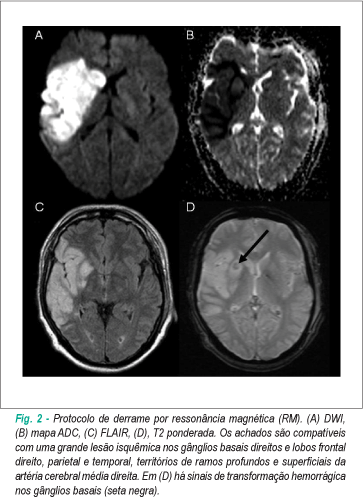 A
B
C
D
Fig. 2 - Protocolo de derrame por ressonância magnética (RM). (A) DWI,
(B) mapa ADC, (C) FLAIR, (D), T2 ponderada. Os achados são compatíveis
com uma grande lesão isquêmica nos gânglios basais direitos e lobos frontal
direito, parietal e temporal, territórios de ramos profundos e superficiais da
artéria cerebral média direita. Em (D) há sinais de transformação hemorrágica
nos gânglios basais (seta negra).